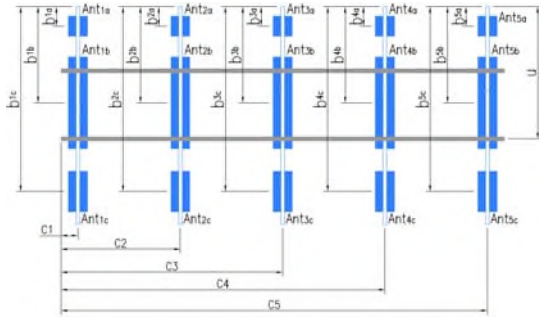 b1a Ant1a b2a Ant2a b3a Ant3a b4a Ant4a b5a Ant5a
b1b Ant1b b2b Ant2b b3b Ant3b b4b Ant4b b5b Ant5b
b1c b2c b3c b4c b5c u
Ant1c Ant2c Ant3c Ant4c Ant5c
C1
C2
C3
C4
C5